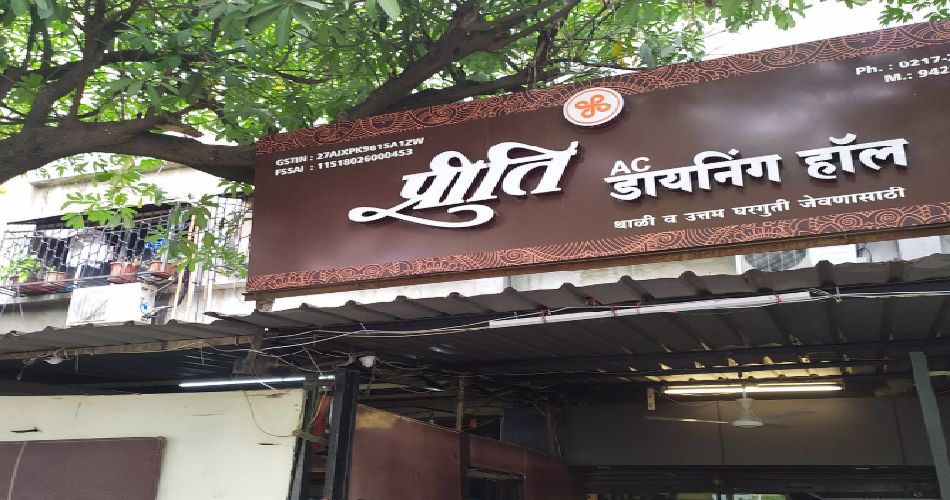 Ph. : 0217-
M.: 942
GSTIN : 27AIXPK9815A1ZW
FSSAI : 11518026000453
प्रीति
AC
डायनिंग हॉल
थाळी व उत्तम घरगुती जेवणासाठी